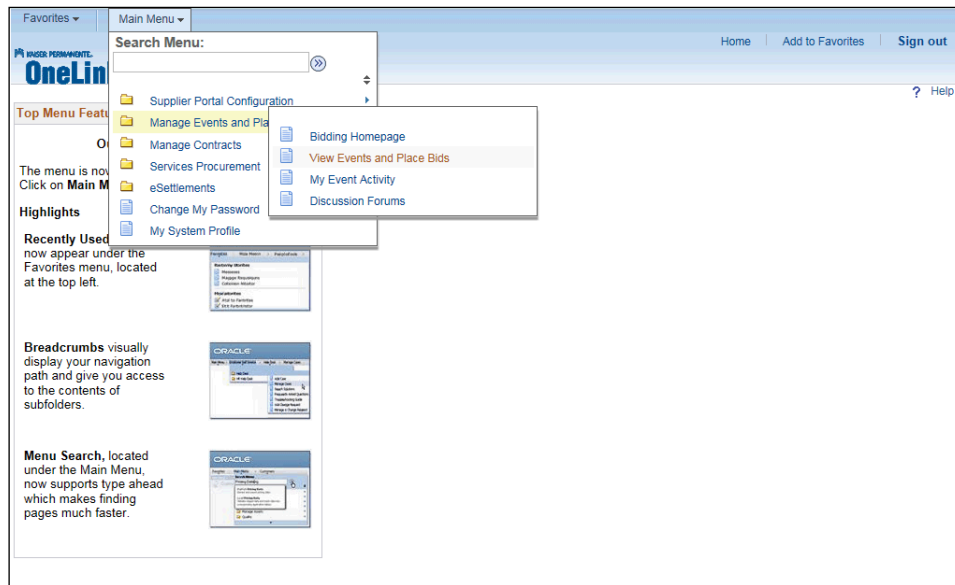 Favorites Main Menu
Search Menu:
Home Add to Favorites Sign out
KAISER PERMANENTE.
OneLin
? Help
Supplier Portal Configuration
Top Menu Featu
Manage Events and Pla
Bidding Homepage
Manage Contracts
View Events and Place Bids
Services Procurement
My Event Activity
eSettlements
Discussion Forums
Change My Password
My System Profile
The menu is now
Click on Main M
Highlights
Recently Used
now appear under the
Favorites menu, located
at the top left.
Breadcrumbs visually
display your navigation
path and give you access
to the contents of
subfolders.
ORACLE
Menu Search, located
under the Main Menu,
now supports type ahead
which makes finding
pages much faster.
ORACLE